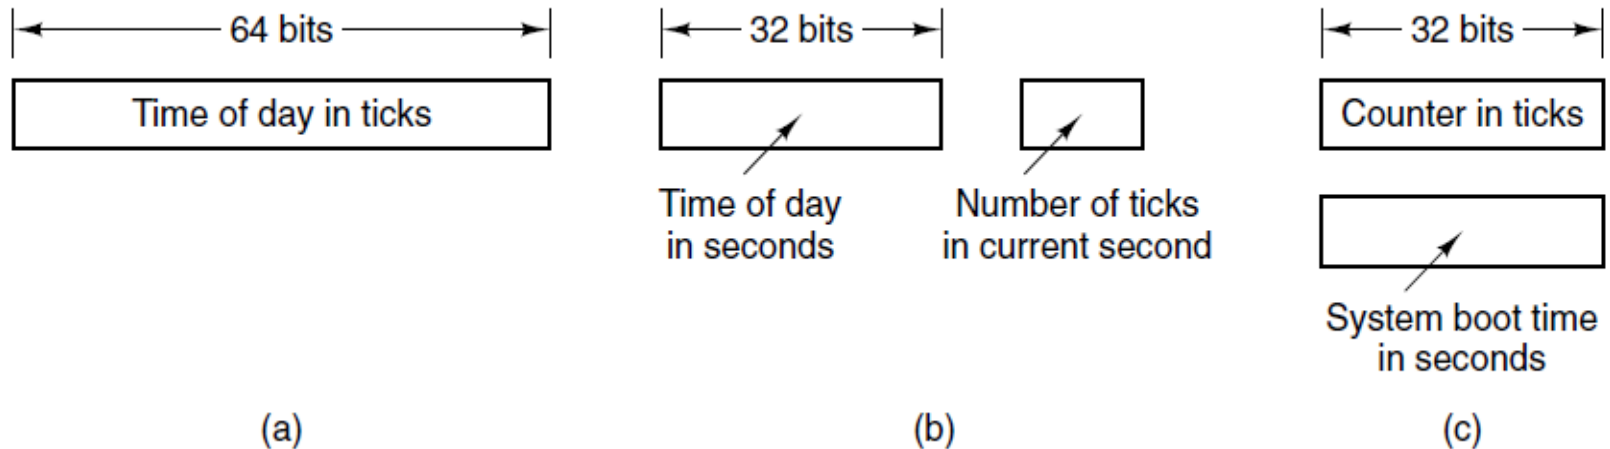 64 bits
Time of day in ticks
(a)
32 bits
Time of day
in seconds
Number of ticks
in current second
(b)
32 bits
Counter in ticks
System boot time
in seconds
(c)